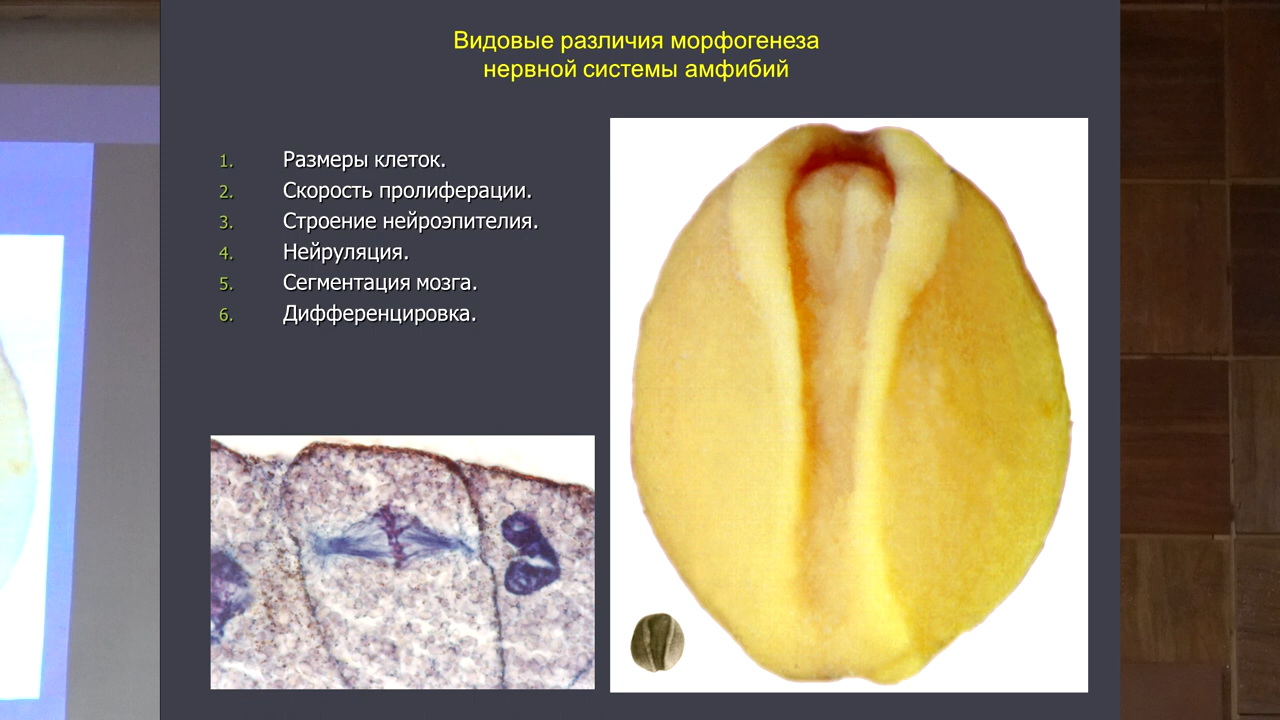 Видовые различия морфогенеза
нервной системы амфибий
1. Размеры клеток.
2. Скорость пролиферации.
3. Строение нейроэпителия.
4. Нейруляция.
5. Сегментация мозга.
6. Дифференцировка.